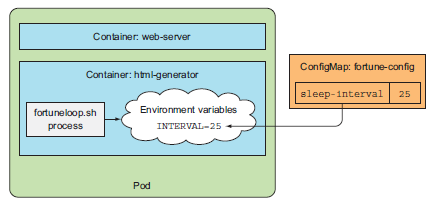 Container: web-server
Container: html-generator
fortuneloop.sh
process
Environment variables
INTERVAL=25
Pod
ConfigMap: fortune-config
sleep-interval 25